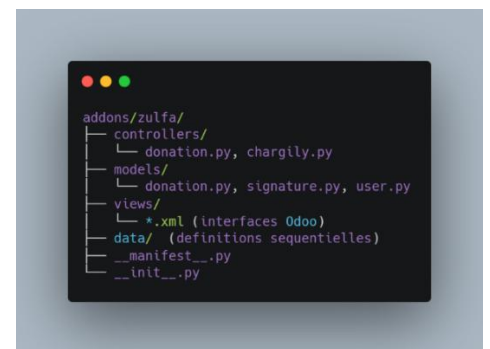 addons/zulfa/
├── controllers/
│   └── donation.py, chargily.py
├── models/
│   └── donation.py, signature.py, user.py
├── views/
│   └── *.xml (interfaces Odoo)
├── data/  (definitions sequentielles)
├── __manifest__.py
└── __init__.py